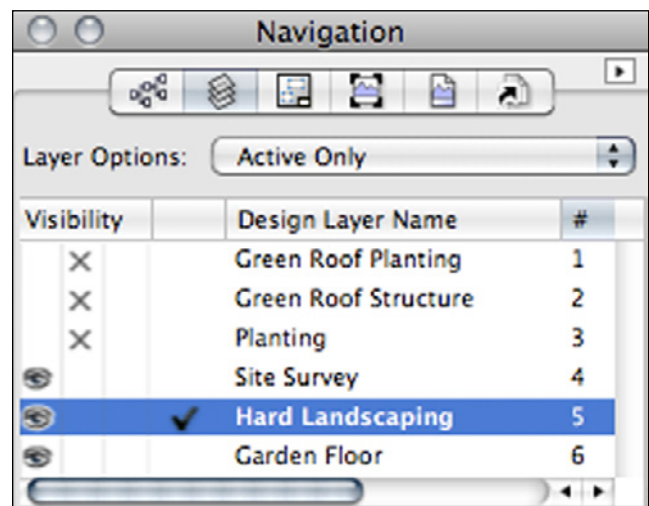 Navigation
Layer Options: Active Only
Visibility Design Layer Name #
Green Roof Planting 1
Green Roof Structure 2
Planting 3
Site Survey 4
Hard Landscaping 5
Garden Floor 6